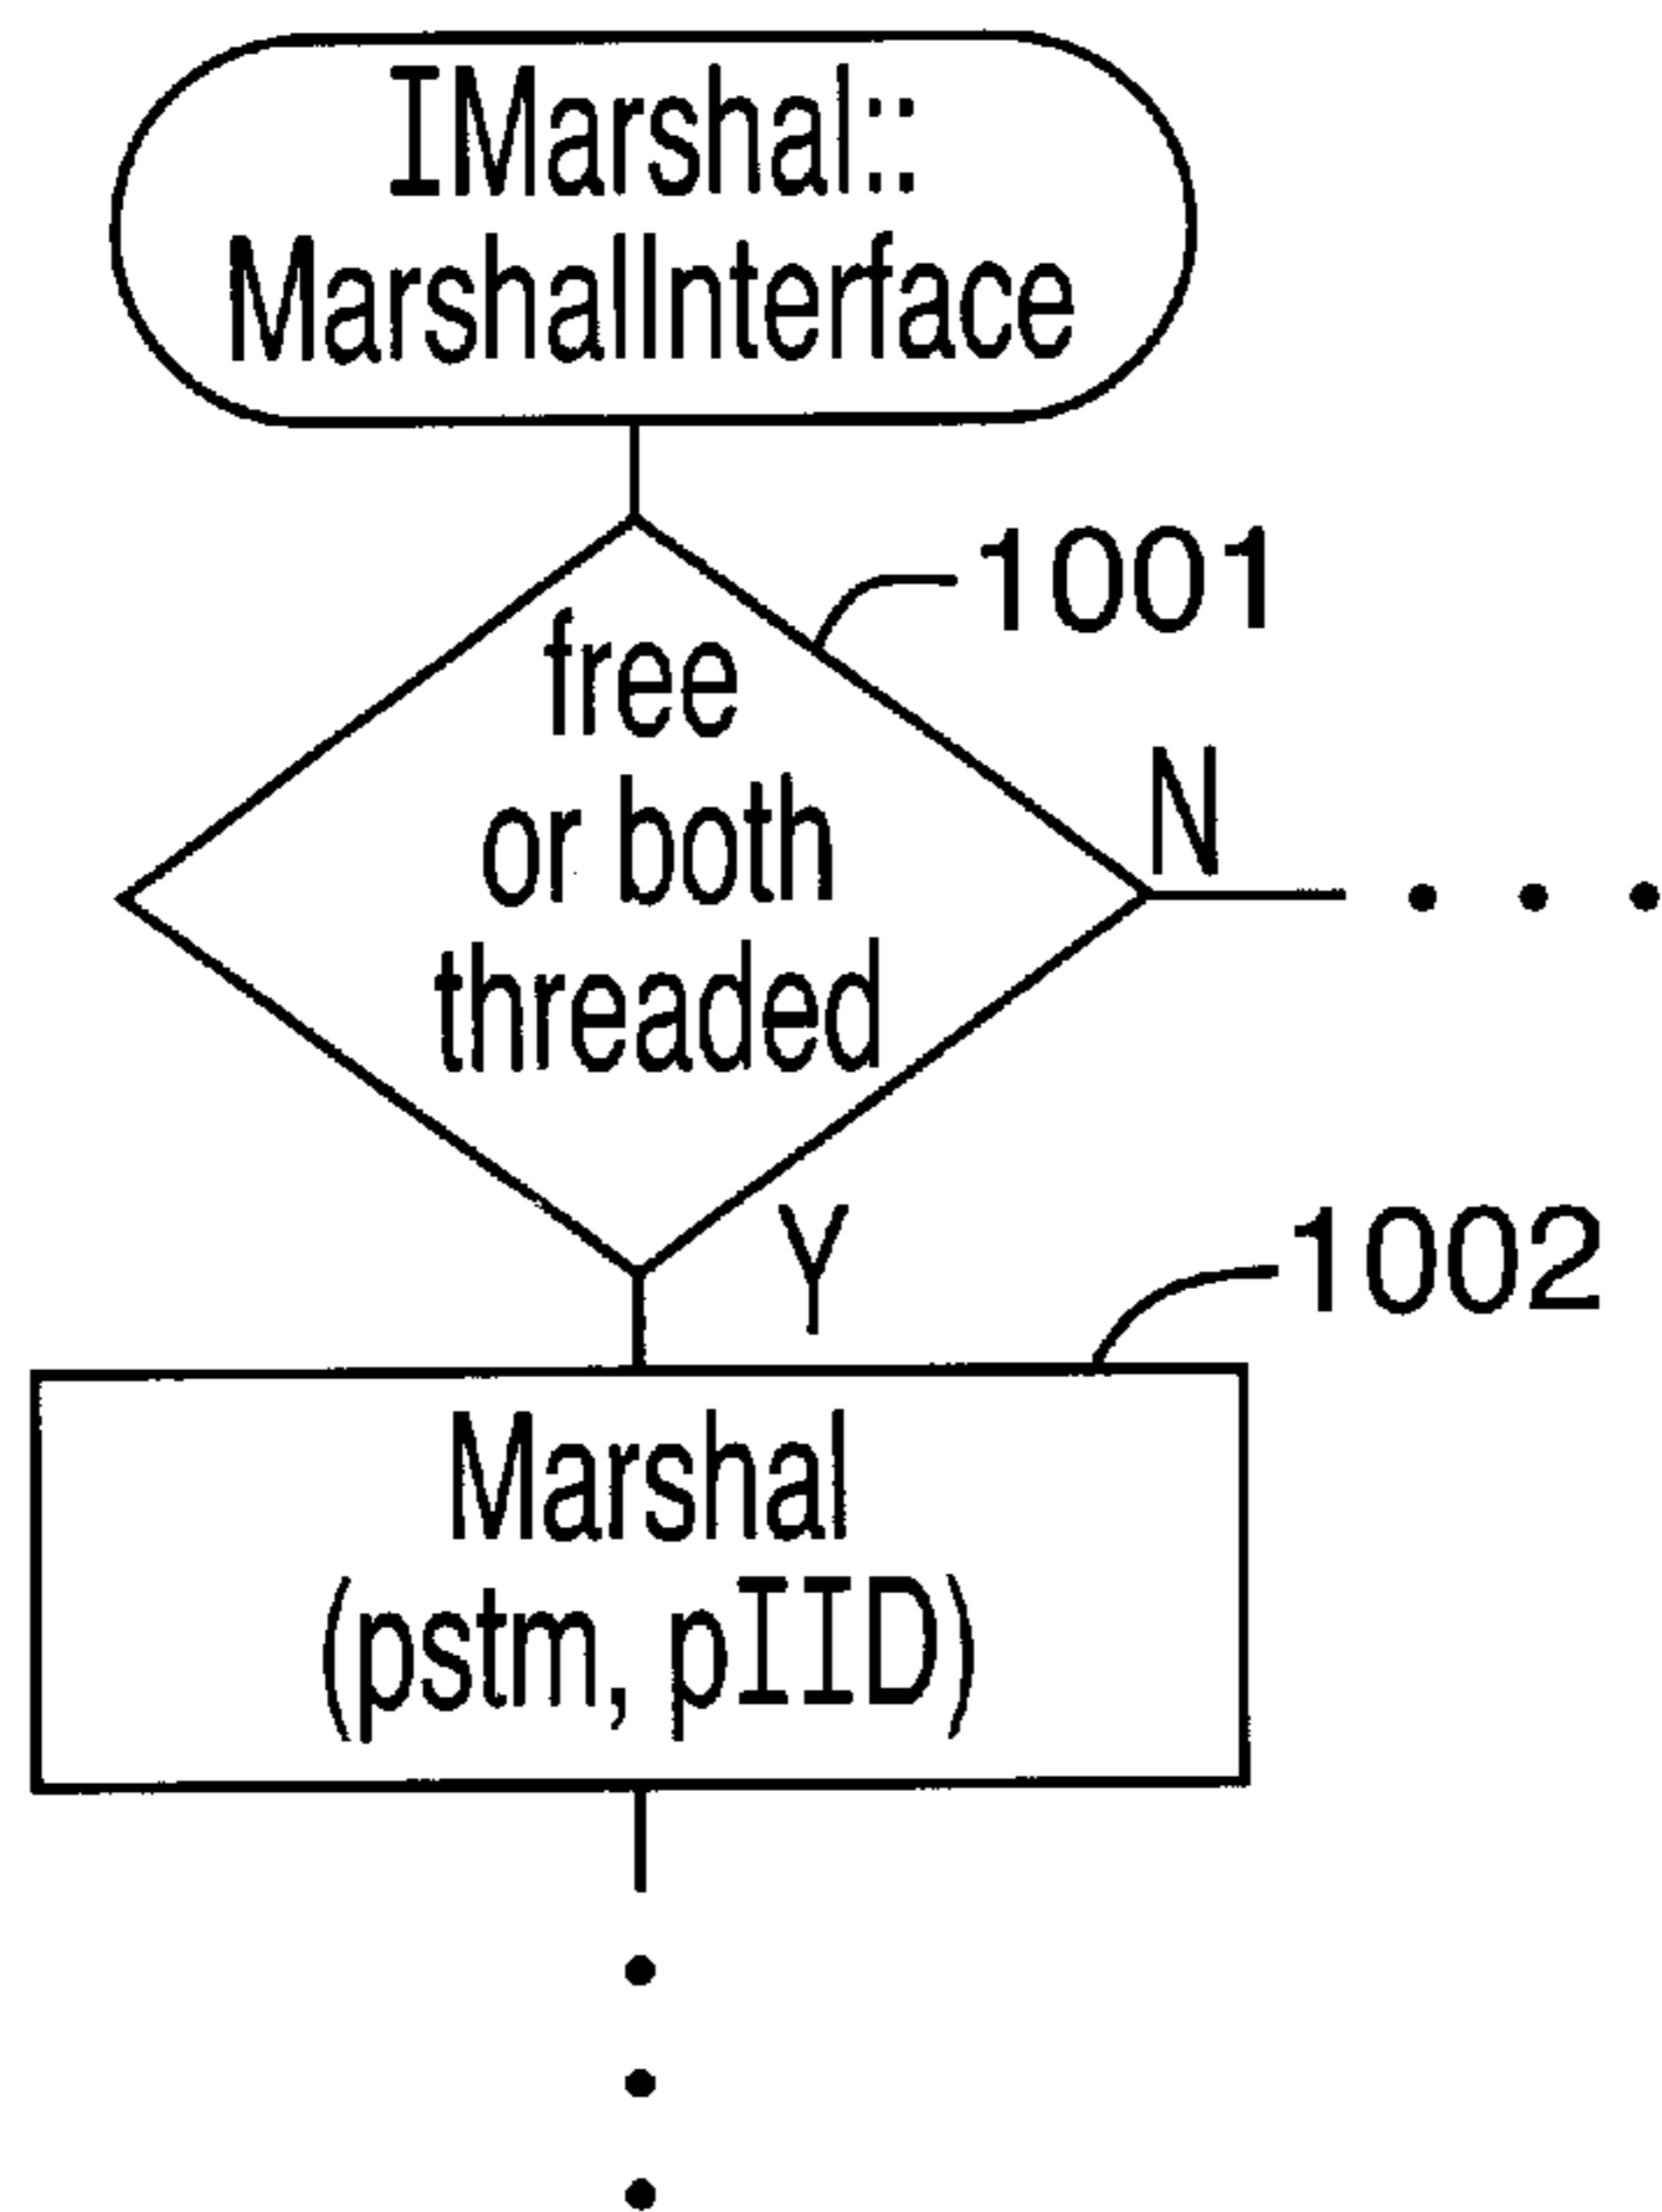 IMarshal::
MarshalInterface
1001
free
or both
threaded
N
Y
1002
Marshal
(pstm, pIID)